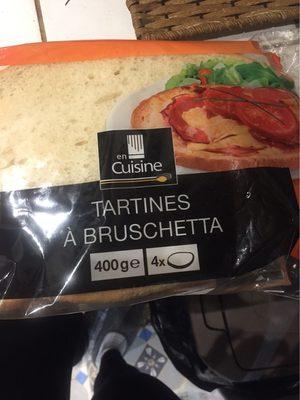 en
Cuisine
TARTINES
À BRUSCHETTA
400g℮ 4x